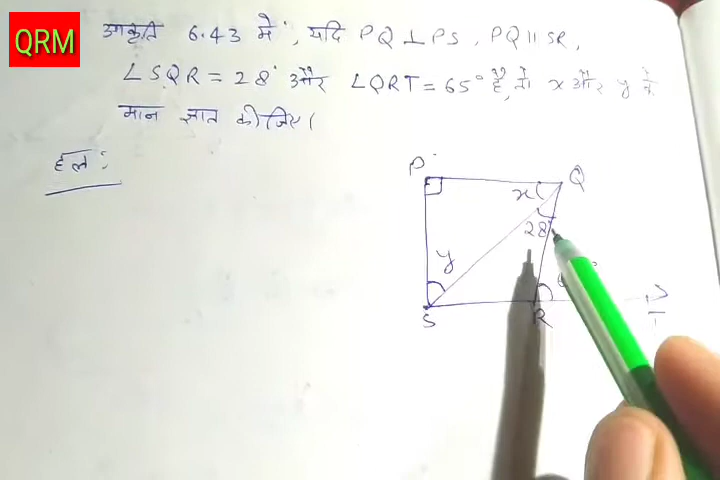 QRM
आकृति 6.43 में, यदि PQ⊥PS, PQ||SR,
∠SQR = 28° और ∠QRT = 65° है, तो x और y के
मान ज्ञात कीजिए।
हल:
P
Q
x
28°
y
S
R
T